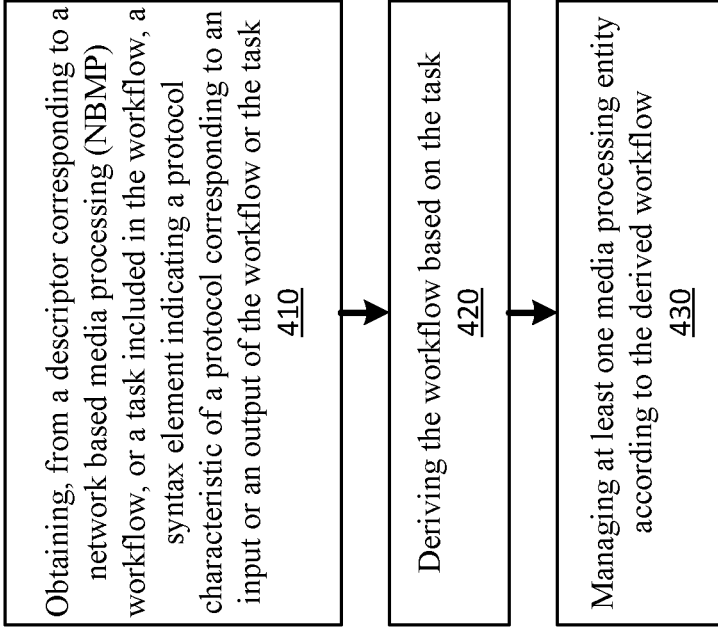 Obtaining, from a descriptor corresponding to a
network based media processing (NBMP)
workflow, or a task included in the workflow, a
syntax element indicating a protocol
characteristic of a protocol corresponding to an
input or an output of the workflow or the task
410
Deriving the workflow based on the task
420
Managing at least one media processing entity
according to the derived workflow
430